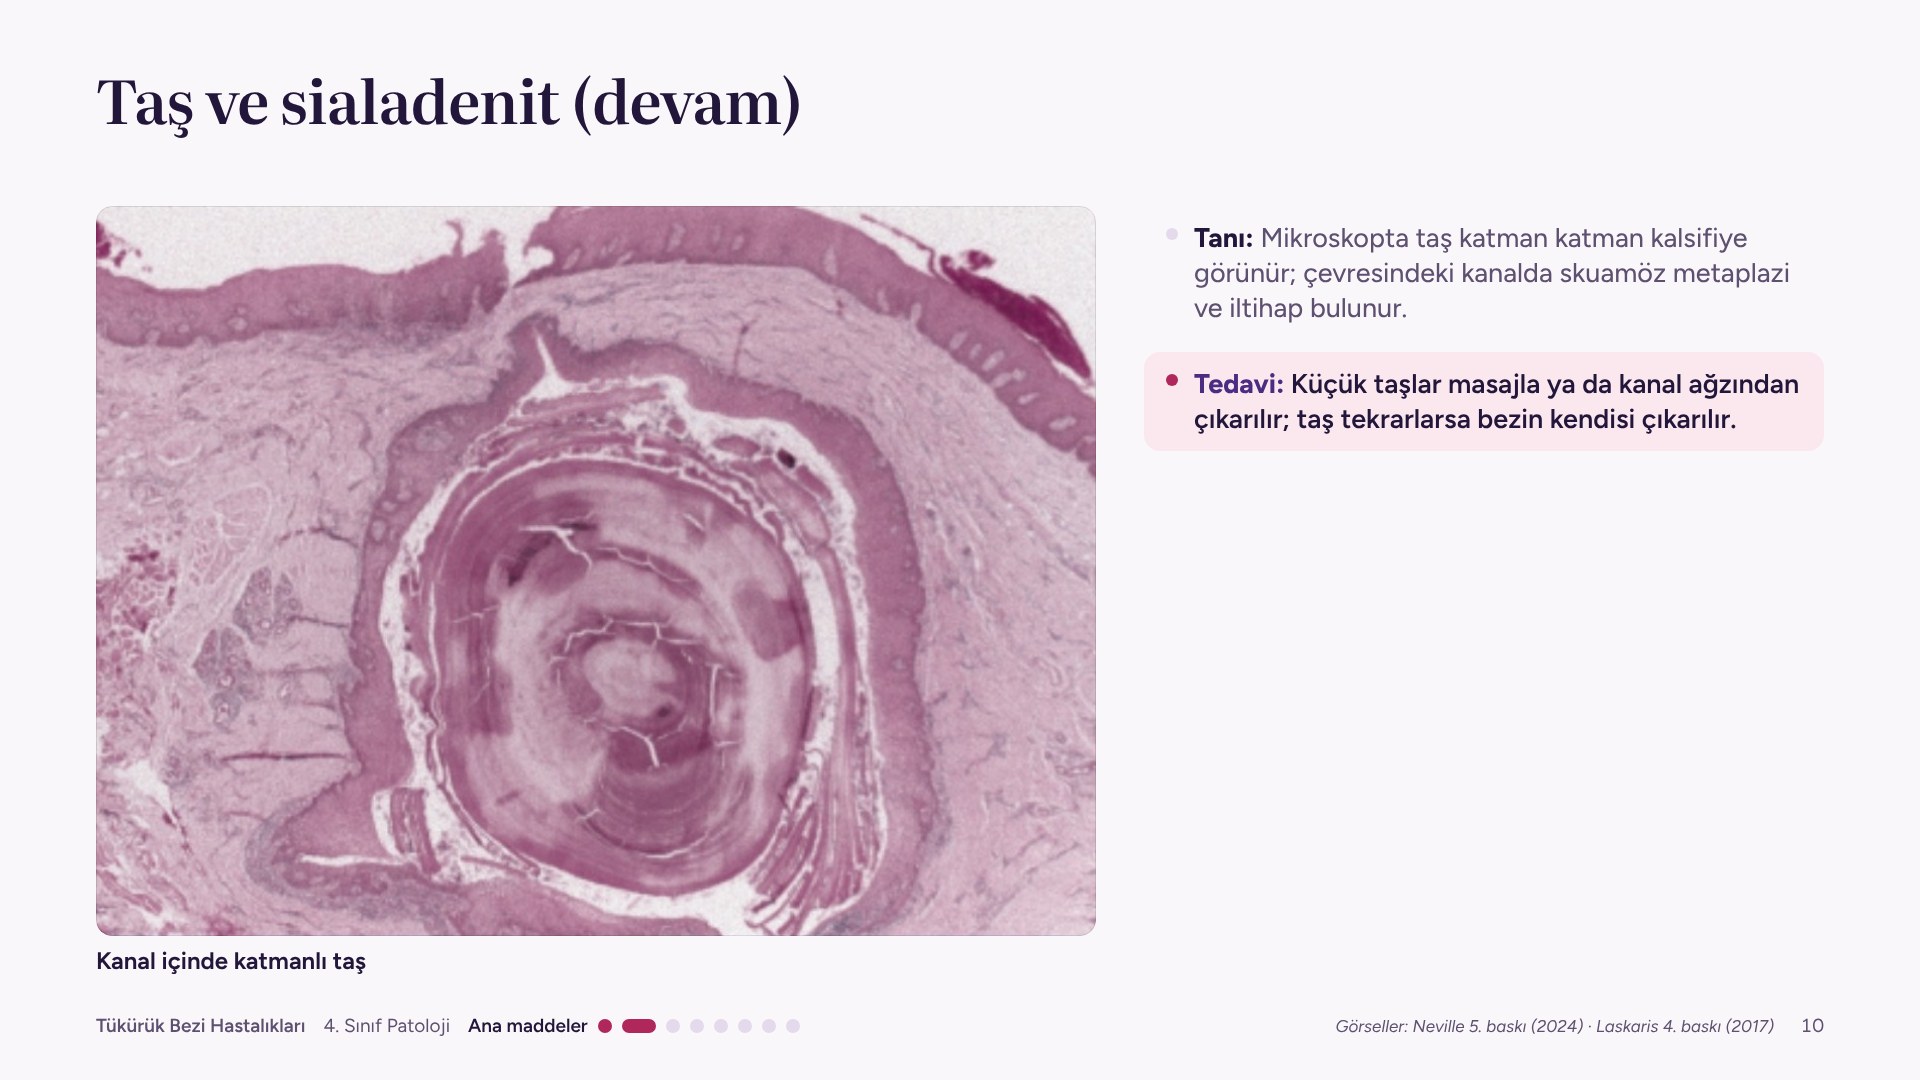 Taş ve sialadenit (devam)
Tanı: Mikroskopta taş katman katman kalsifiye
görünür; çevresindeki kanalda skuamöz metaplazi
ve iltihap bulunur.
Tedavi: Küçük taşlar masajla ya da kanal ağzından
çıkarılır; taş tekrarlarsa bezin kendisi çıkarılır.
Kanal içinde katmanlı taş
Tükürük Bezi Hastalıkları 4. Sınıf Patoloji Ana maddeler
Görseller: Neville 5. baskı (2024) · Laskaris 4. baskı (2017) 10